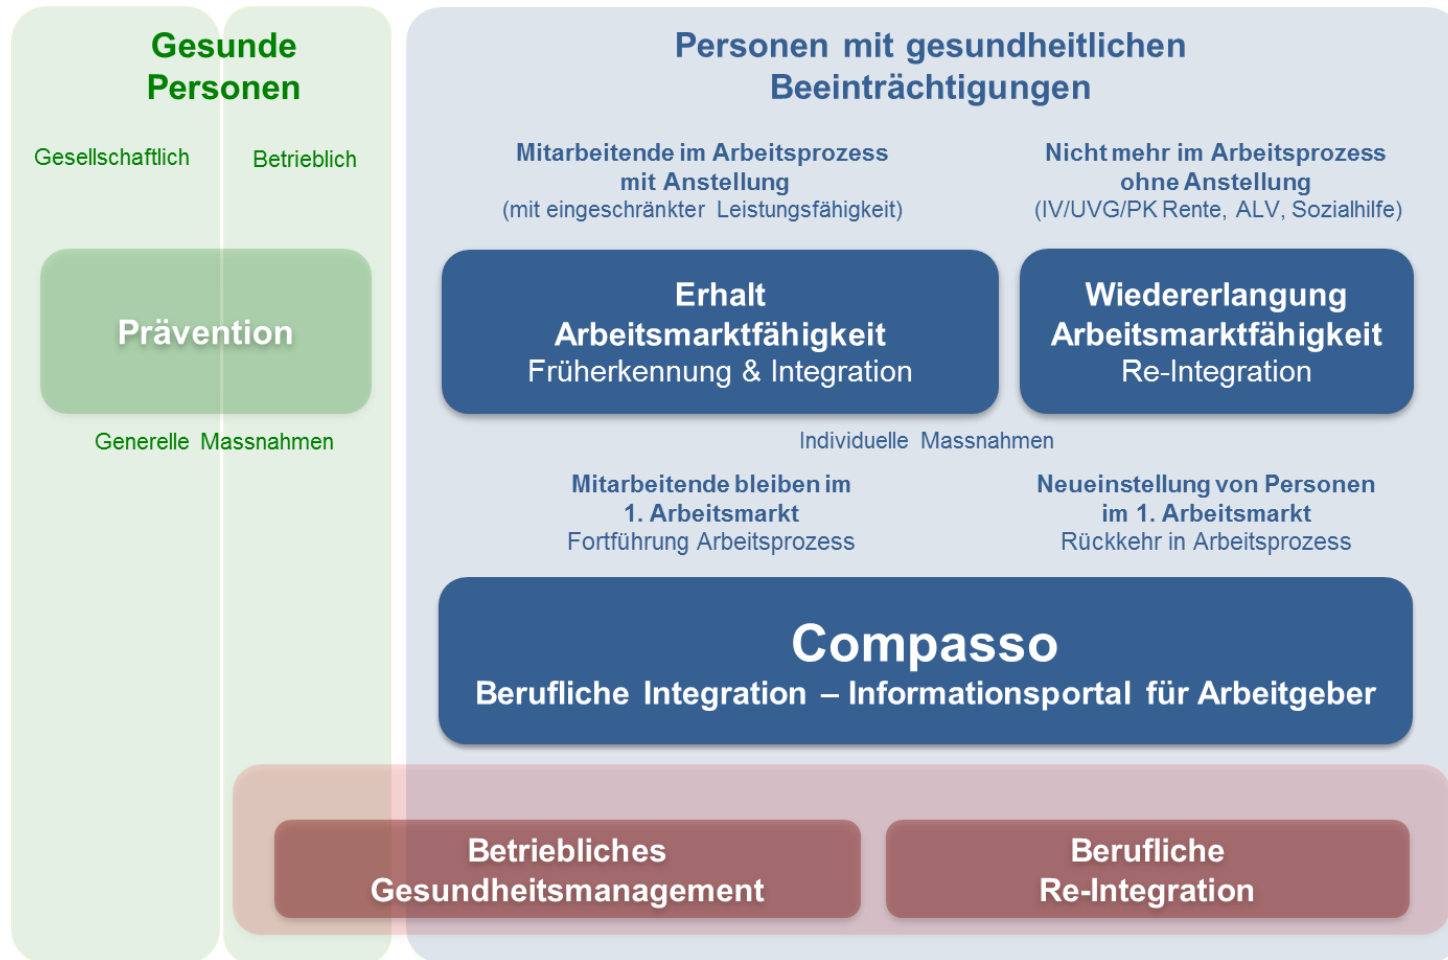 Gesunde
Personen
Gesellschaftlich
Betrieblich
Prävention
Generelle Massnahmen
Personen mit gesundheitlichen
Beeinträchtigungen
Mitarbeitende im Arbeitsprozess
mit Anstellung
(mit eingeschränkter Leistungsfähigkeit)
Nicht mehr im Arbeitsprozess
ohne Anstellung
(IV/UVG/PK Rente, ALV, Sozialhilfe)
Erhalt
Arbeitsmarktfähigkeit
Früherkennung & Integration
Wiedererlangung
Arbeitsmarktfähigkeit
Re-Integration
Individuelle Massnahmen
Mitarbeitende bleiben im
1. Arbeitsmarkt
Fortführung Arbeitsprozess
Neueinstellung von Personen
im 1. Arbeitsmarkt
Rückkehr in Arbeitsprozess
Compasso
Berufliche Integration – Informationsportal für Arbeitgeber
Betriebliches
Gesundheitsmanagement
Berufliche
Re-Integration